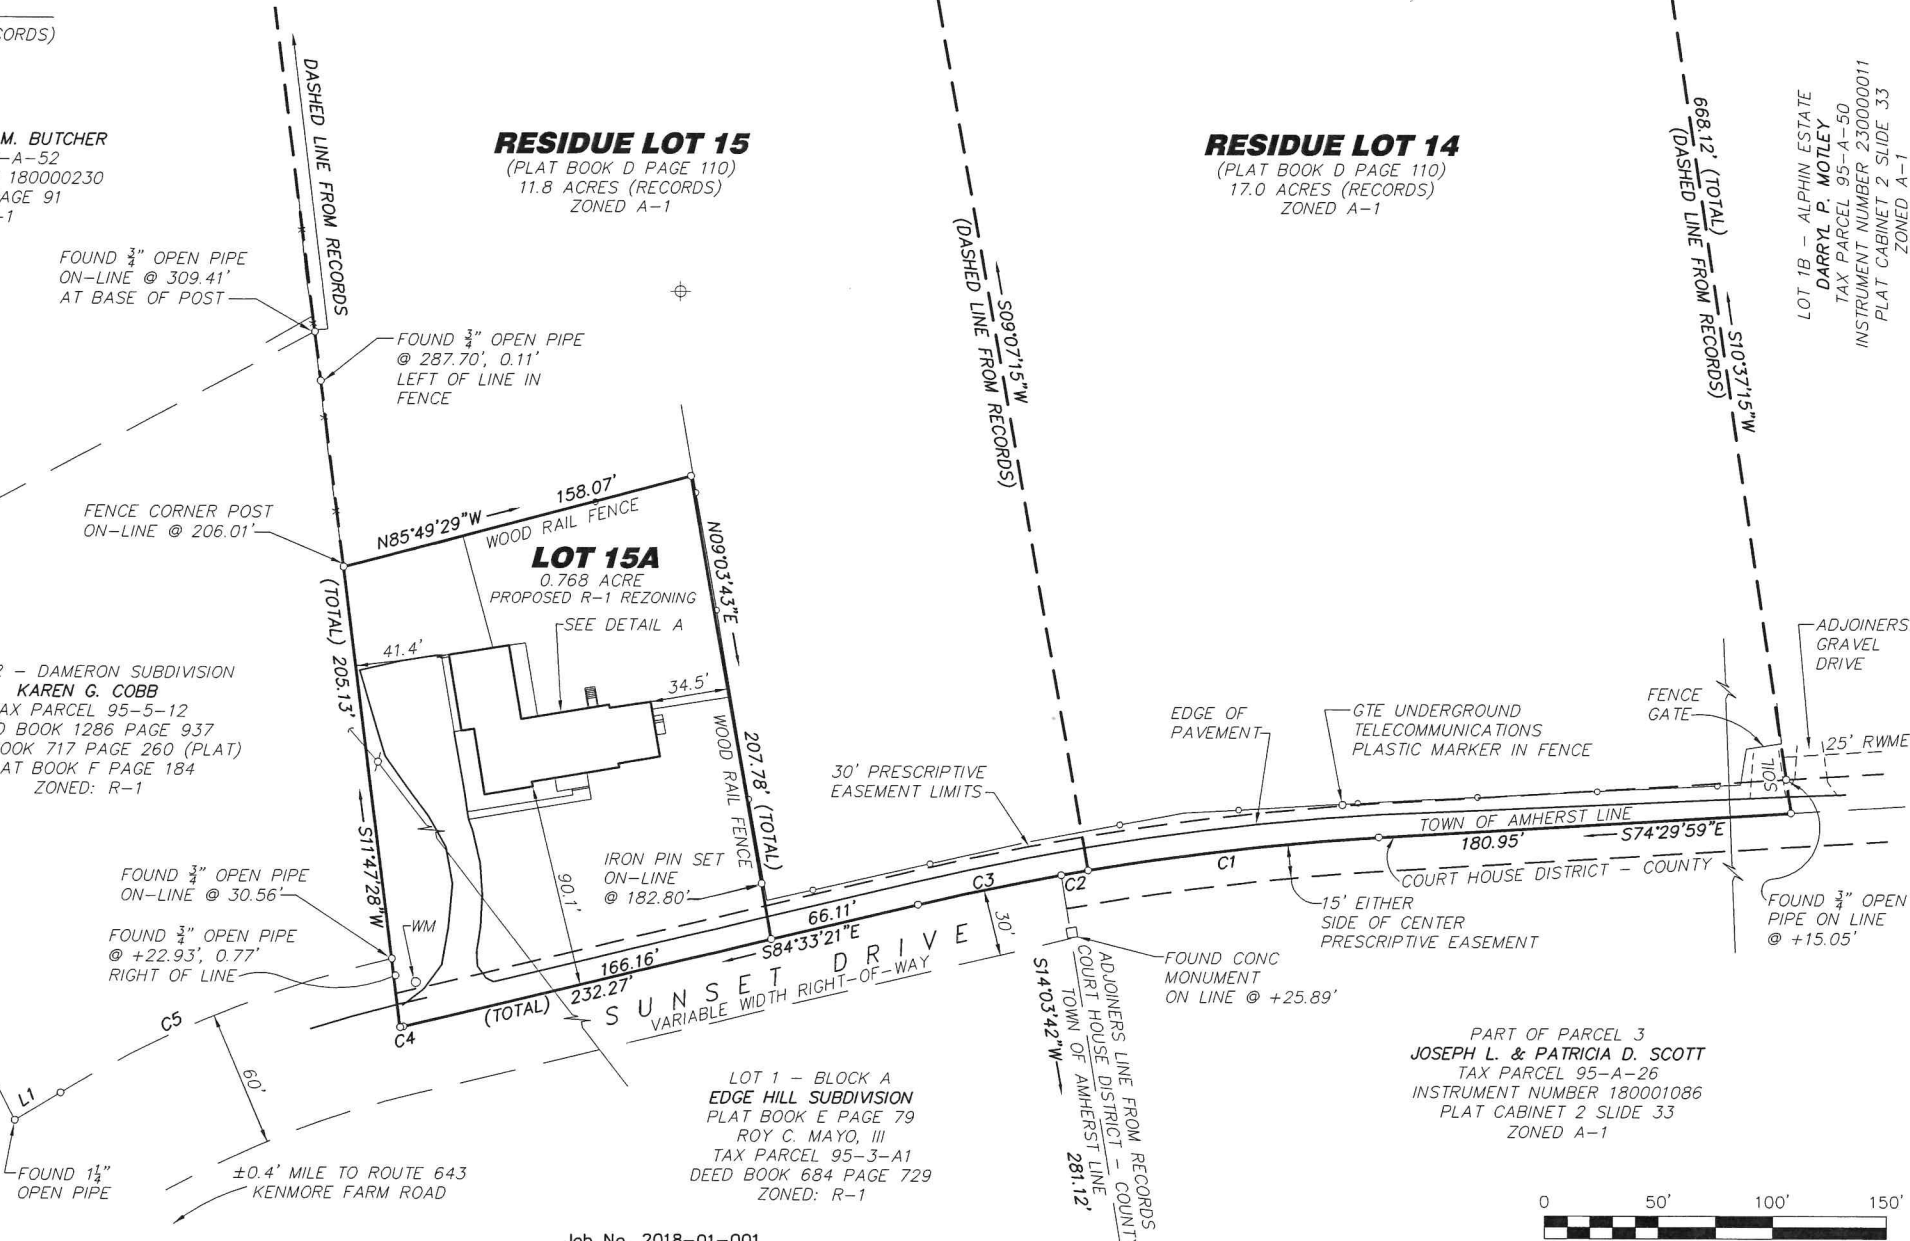 CORDS)
M. BUTCHER
-A-52
180000230
AGE 91
-1
DASHED LINE FROM RECORDS
RESIDUE LOT 15
(PLAT BOOK D PAGE 110)
11.8 ACRES (RECORDS)
ZONED A-1
RESIDUE LOT 14
(PLAT BOOK D PAGE 110)
17.0 ACRES (RECORDS)
ZONED A-1
668.12' (TOTAL)
(DASHED LINE FROM RECORDS)
S10°37'15"W
LOT 1B - ALPHIN ESTATE
DARRYL P. MOTLEY
TAX PARCEL 95-A-50
INSTRUMENT NUMBER 230000011
PLAT CABINET 2 SLIDE 33
ZONED A-1
(DASHED LINE FROM RECORDS)
S09°07'15"W
FOUND 3/4" OPEN PIPE
ON-LINE @ 309.41'
AT BASE OF POST
FOUND 3/4" OPEN PIPE
@ 287.70', 0.11'
LEFT OF LINE IN
FENCE
FENCE CORNER POST
ON-LINE @ 206.01'
N85°49'29"W
158.07'
WOOD RAIL FENCE
LOT 15A
0.768 ACRE
PROPOSED R-1 REZONING
SEE DETAIL A
N09°03'43"E
207.78' (TOTAL)
WOOD RAIL FENCE
41.4'
34.5'
90.1'
(TOTAL) 205.13'
S11°47'28"W
2 - DAMERON SUBDIVISION
KAREN G. COBB
AX PARCEL 95-5-12
D BOOK 1286 PAGE 937
OOK 717 PAGE 260 (PLAT)
AT BOOK F PAGE 184
ZONED: R-1
FOUND 3/4" OPEN PIPE
ON-LINE @ 30.56'
FOUND 3/4" OPEN PIPE
@ +22.93', 0.77'
RIGHT OF LINE
WM
IRON PIN SET
ON-LINE
@ 182.80'
30' PRESCRIPTIVE
EASEMENT LIMITS
EDGE OF
PAVEMENT
GTE UNDERGROUND
TELECOMMUNICATIONS
PLASTIC MARKER IN FENCE
FENCE
GATE
ADJOINERS
GRAVEL
DRIVE
25' RWME
SOIL
TOWN OF AMHERST LINE
180.95'
S74°29'59"E
COURT HOUSE DISTRICT - COUNTY
C1
C2
C3
66.11'
S84°33'21"E
166.16'
(TOTAL) 232.27'
SUNSET DRIVE
VARIABLE WIDTH RIGHT-OF-WAY
30'
15' EITHER
SIDE OF CENTER
PRESCRIPTIVE EASEMENT
FOUND 3/4" OPEN
PIPE ON LINE
@ +15.05'
FOUND CONC
MONUMENT
ON LINE @ +25.89'
S14°03'42"W
281.12'
ADJOINERS LINE FROM RECORDS
COURT HOUSE DISTRICT - COUNT
TOWN OF AMHERST LINE
C4
C5
L1
60'
FOUND 1 1/4"
OPEN PIPE
±0.4' MILE TO ROUTE 643
KENMORE FARM ROAD
LOT 1 - BLOCK A
EDGE HILL SUBDIVISION
PLAT BOOK E PAGE 79
ROY C. MAYO, III
TAX PARCEL 95-3-A1
DEED BOOK 684 PAGE 729
ZONED: R-1
PART OF PARCEL 3
JOSEPH L. & PATRICIA D. SCOTT
TAX PARCEL 95-A-26
INSTRUMENT NUMBER 180001086
PLAT CABINET 2 SLIDE 33
ZONED A-1
0 50' 100' 150'
Job No. 2018-01-001